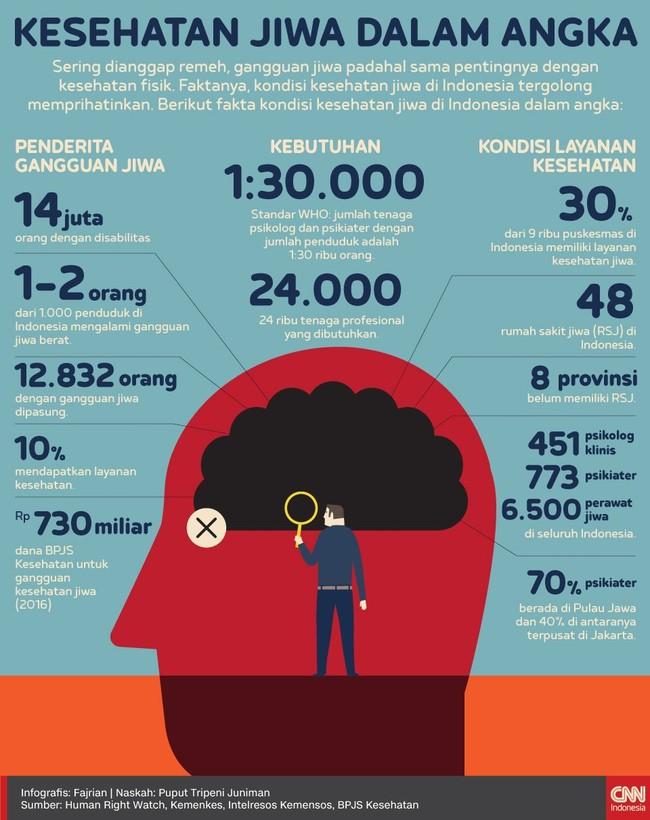 KESEHATAN JIWA DALAM ANGKA
Sering dianggap remeh, gangguan jiwa padahal sama pentingnya dengan
kesehatan fisik. Faktanya, kondisi kesehatan jiwa di Indonesia tergolong
memprihatinkan. Berikut fakta kondisi kesehatan jiwa di Indonesia dalam angka:
PENDERITA
GANGGUAN JIWA
14 juta
orang dengan disabilitas
1-2 orang
dari 1.000 penduduk di
Indonesia mengalami gangguan
jiwa berat.
12.832 orang
dengan gangguan jiwa
dipasung.
10%
mendapatkan layanan
kesehatan.
Rp 730 miliar
dana BPJS
Kesehatan untuk
gangguan
kesehatan jiwa
(2016)
KEBUTUHAN
1:30.000
Standar WHO: jumlah tenaga
psikolog dan psikiater dengan
jumlah penduduk adalah
1:30 ribu orang.
24.000
24 ribu tenaga profesional
yang dibutuhkan.
KONDISI LAYANAN
KESEHATAN
30%
dari 9 ribu puskesmas di
Indonesia memiliki layanan
kesehatan jiwa.
48
rumah sakit jiwa (RSJ) di
Indonesia.
8 provinsi
belum memiliki RSJ.
451 psikolog
klinis
773 psikiater
6.500 perawat
jiwa
di seluruh Indonesia.
70% psikiater
berada di Pulau Jawa
dan 40% di antaranya
terpusat di Jakarta.
Infografis: Fajrian | Naskah: Puput Tripeni Juniman
Sumber: Human Right Watch, Kemenkes, Intelresos Kemensos, BPJS Kesehatan
CNN
Indonesia